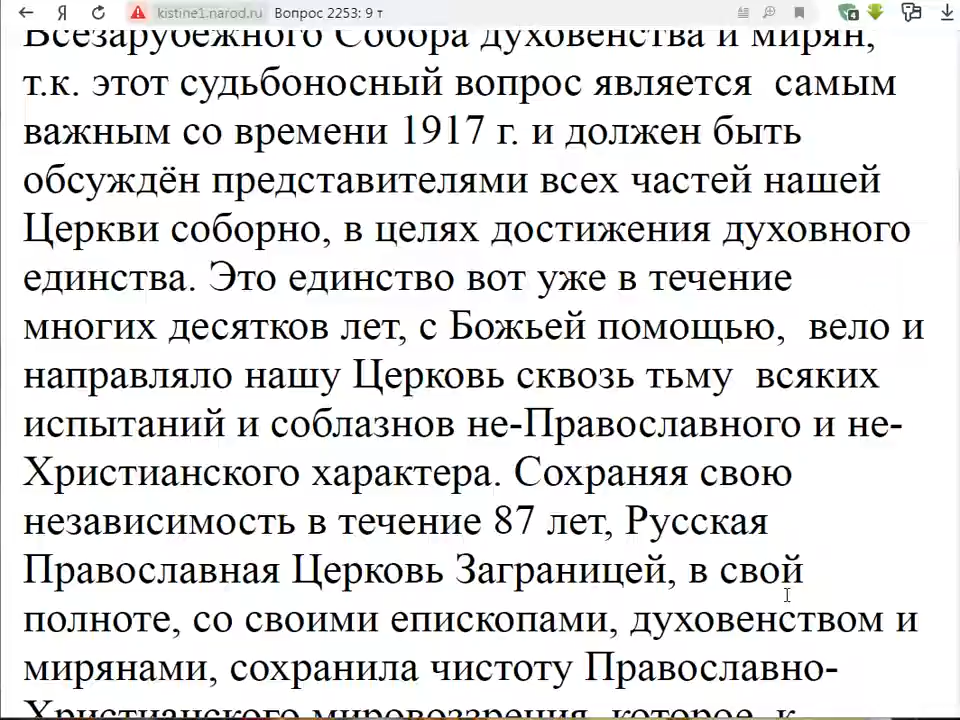 kistine1.narod.ru Вопрос 2253: 9 т
4
Всезарубежного Собора духовенства и мирян,
т.к. этот судьбоносный вопрос является самым
важным со времени 1917 г. и должен быть
обсуждён представителями всех частей нашей
Церкви соборно, в целях достижения духовного
единства. Это единство вот уже в течение
многих десятков лет, с Божьей помощью, вело и
направляло нашу Церковь сквозь тьму всяких
испытаний и соблазнов не-Православного и не-
Христианского характера. Сохраняя свою
независимость в течение 87 лет, Русская
Православная Церковь Заграницей, в свой
полноте, со своими епископами, духовенством и
мирянами, сохранила чистоту Православно-
Христианского мировоззрения, которое к